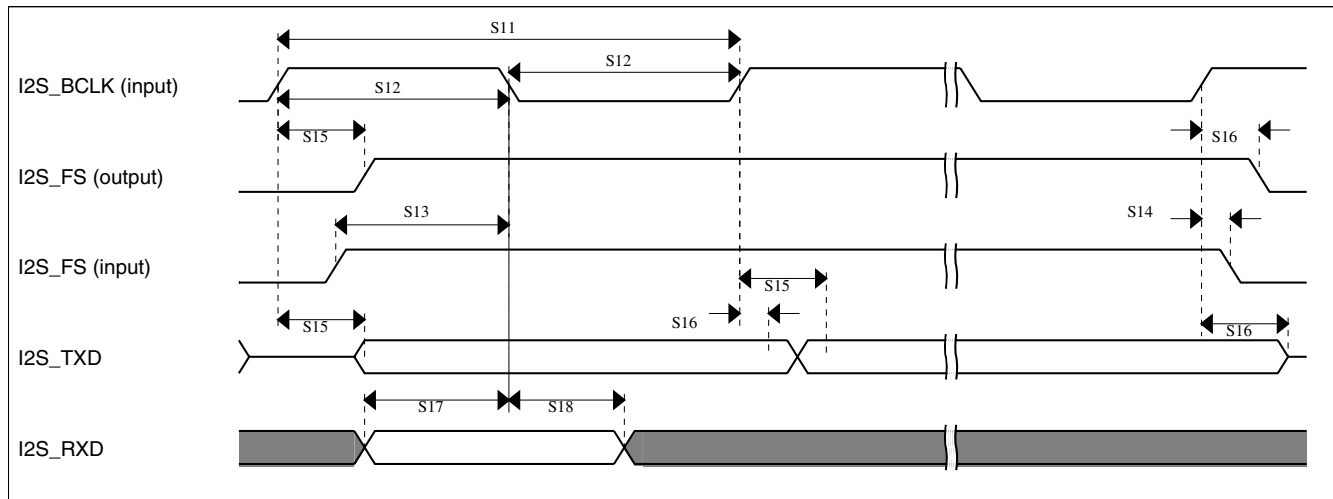 S11
I2S_BCLK (input)
S12
S12
S15
S16
I2S_FS (output)
S13
S14
I2S_FS (input)
S15
S16
S16
S15
I2S_TXD
S17
S18
I2S_RXD